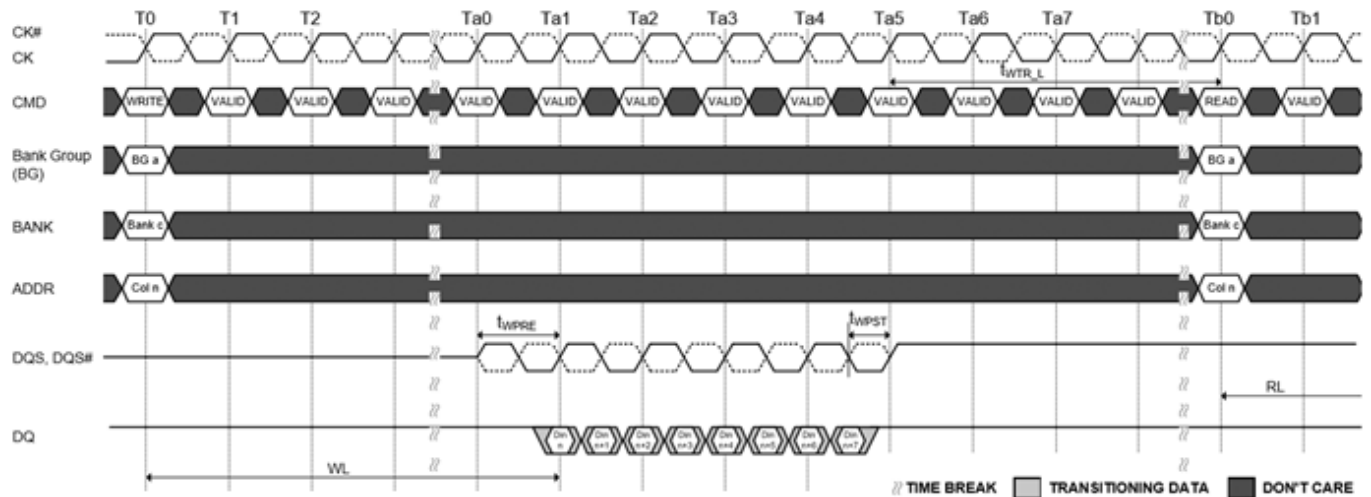 T0 T1 T2 Ta0 Ta1 Ta2 Ta3 Ta4 Ta5 Ta6 Ta7 Tb0 Tb1
CK#
CK
tWTR_L
CMD WRITE VALID VALID VALID VALID VALID VALID VALID VALID VALID VALID VALID VALID READ VALID
Bank Group
(BG)
BG a BG a
BANK Bank c Bank c
ADDR Col n Col n
tWPRE tWPST
DQS, DQS#
RL
DQ
Din n Din n+1 Din n+2 Din n+3 Din n+4 Din n+5 Din n+6 Din n+7
WL
TIME BREAK TRANSITIONING DATA DON'T CARE